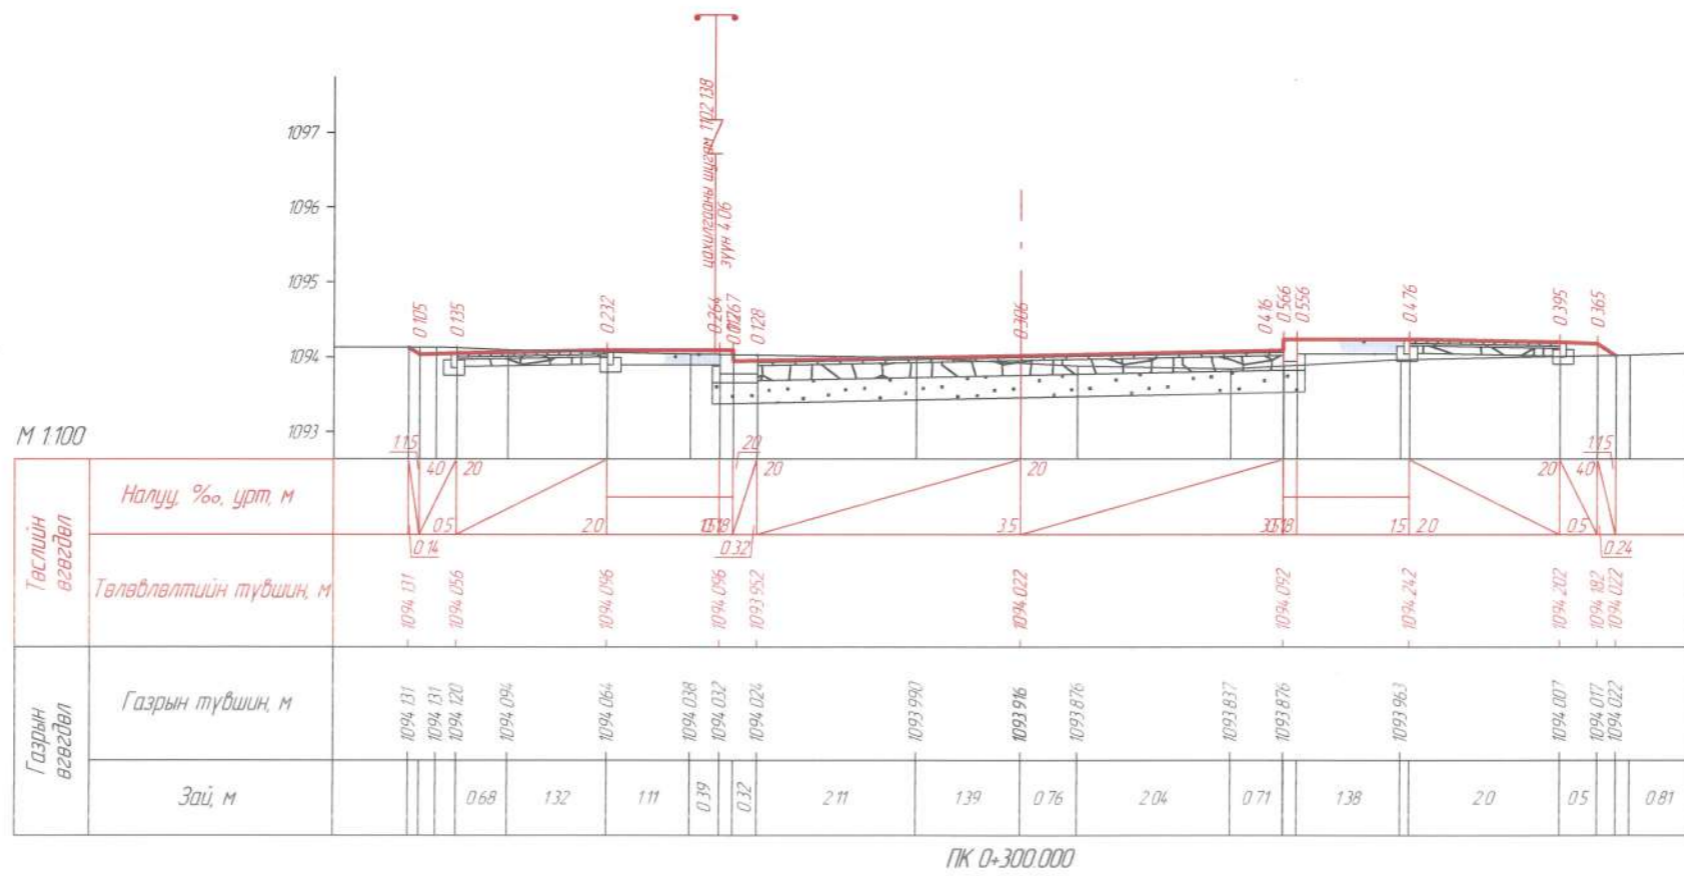 цахилгааны шугам 1102.138
зүүн 4.06
1097
1096
1095
1094
1093
0.105
0.135
0.232
0.264
0.267
0.128
0.306
0.416
0.566
0.556
0.476
0.395
0.365
М 1:100
Төслийн өгөгдөл
Налуу, ‰, урт, м
1:1.5 40 20 20 20 20 20 40 1:1.5
0.5 2.0 0.18 3.5 1.5 2.0 0.5
0.14 0.32 0.24
Төлөвлөлтийн түвшин, м
1094.131 1094.056 1094.096 1094.096 1093.952 1094.022 1094.092 1094.242 1094.202 1094.182 1094.022
Газрын өгөгдөл
Газрын түвшин, м
1094.131 1094.131 1094.120 1094.094 1094.064 1094.038 1094.032 1094.024 1093.990 1093.916 1093.876 1093.837 1093.876 1093.963 1094.007 1094.017 1094.022
Зай, м
0.68 1.32 1.11 0.39 0.32 2.11 1.39 0.76 2.04 0.71 1.38 2.0 0.5 0.81
ПК 0+300.000